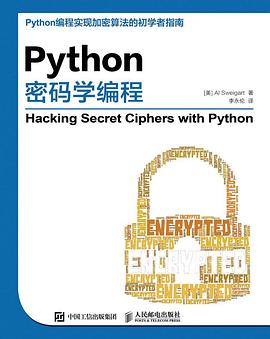 Python编程实现加密算法的初学者指南
Python
密码学编程
[美] Al Sweigart 著
李永伦 译
Hacking Secret Ciphers with Python
ENCRYPTED
ENCRYPTED
中国工信出版集团
人民邮电出版社
POSTS & TELECOM PRESS